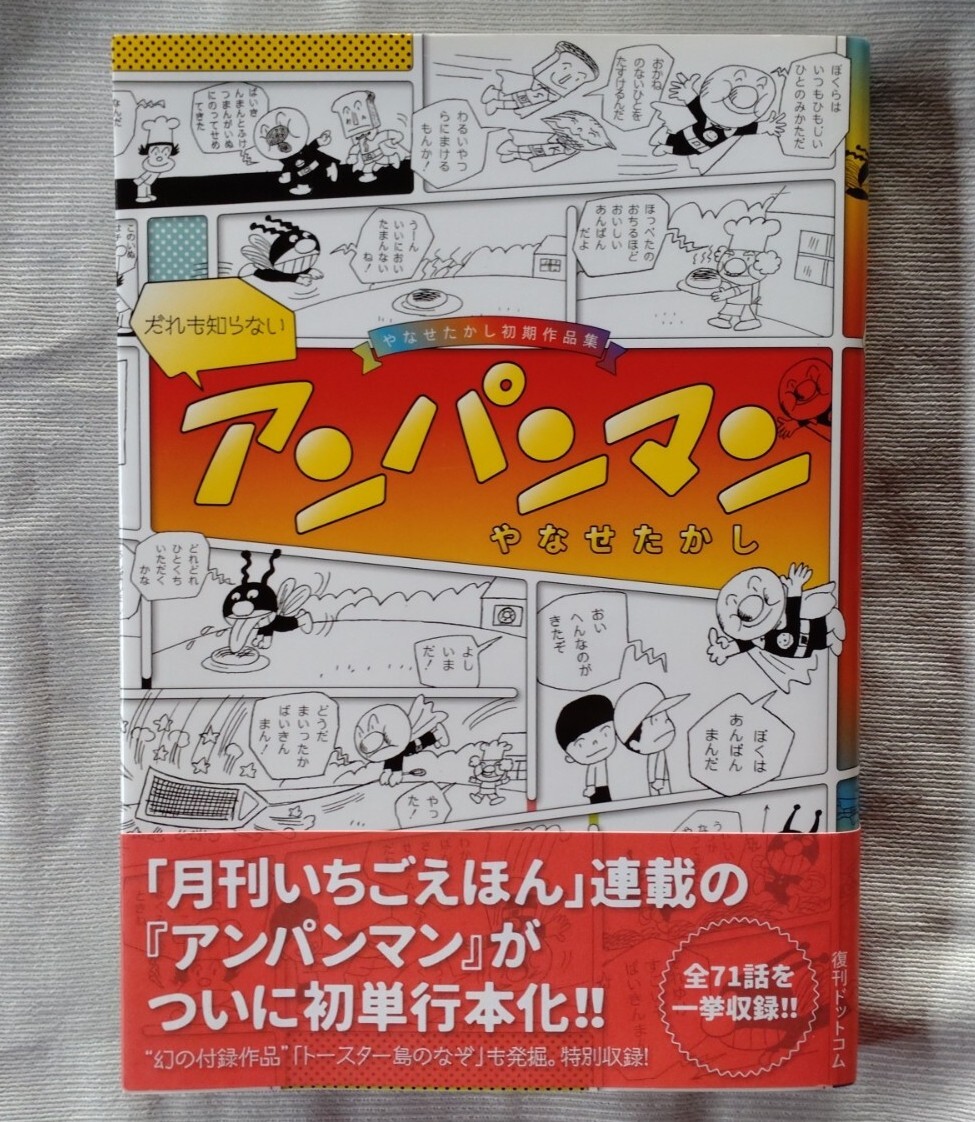 ばいき
んまんとふけ
つまんがいぬ
にのってせめ
てきた
ぼくらは
いつもひもじい
ひとのみかただ
おかね
のないひとを
たすけるんだ
わるいやつ
らにまける
もんか！
うーん
いいにおい
たまんない
ね！
ほっぺたの
おちるほど
おいしい
あんぱん
だよ
だれも知らない
やなせたかし初期作品集
アンパンマン
やなせたかし
どれどれ
ひとくち
いただく
かな
よし
いま
だ！
おい
へんなのが
きたぞ
ぼくは
あんぱん
まんだ
どうだ
まいったか
ばいきん
まん！
やっ
た！
「月刊いちごえほん」連載の
『アンパンマン』が
ついに初単行本化!!
全71話を
一挙収録!!
“幻の付録作品”「トースター島のなぞ」も発掘。特別収録!
復刊ドットコム